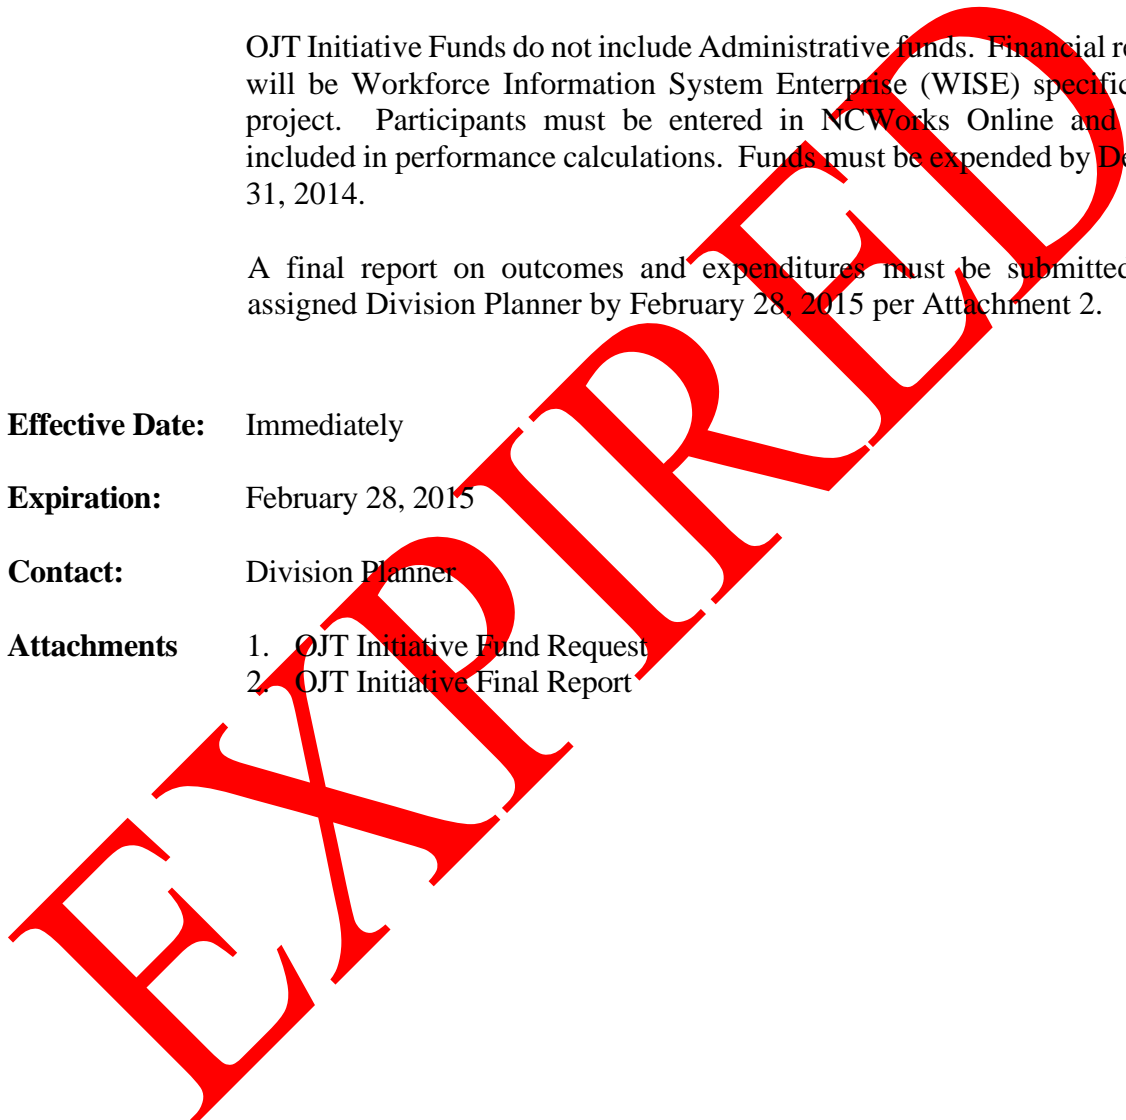 OJT Initiative Funds do not include Administrative funds. Financial
will be Workforce Information System Enterprise (WISE)
project. Participants must be entered in NCWorks Online and
included in performance calculations. Funds must be expended by
31, 2014.
A final report on outcomes and expenditures must be submitted
assigned Division Planner by February 28, 2015 per Attachment 2.
Effective Date: Immediately
Expiration: February 28, 2015
Contact: Division Planner
Attachments 1. OJT Initiative Fund Request
2. OJT Initiative Final Report
EXPIRED